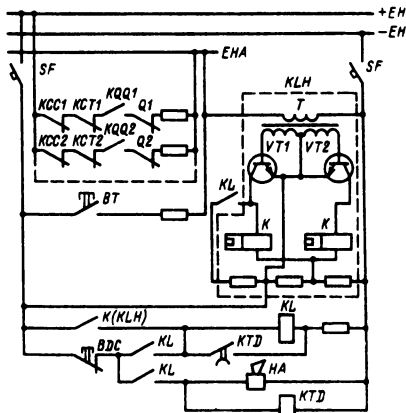 +EH
−EH
EHA
SF
KCC1 KCT1 KQQ1 Q1
KCC2 KCT2 KQQ2 Q2
KLH
SF
T
VT1 VT2
KL
BT
K K
K(KLH)
KL
BDC KL KTD
KL HA
KTD